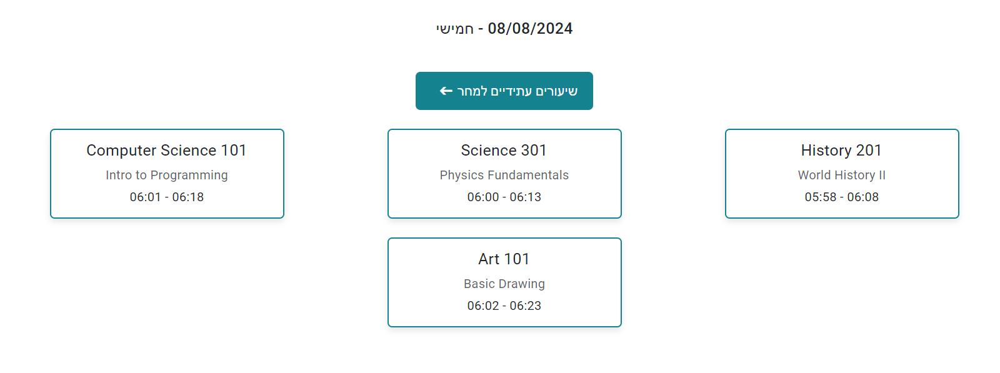 08/08/2024 - חמישי
שיעורים עתידיים למחר ←
History 201
World History II
05:58 - 06:08
Science 301
Physics Fundamentals
06:00 - 06:13
Computer Science 101
Intro to Programming
06:01 - 06:18
Art 101
Basic Drawing
06:02 - 06:23